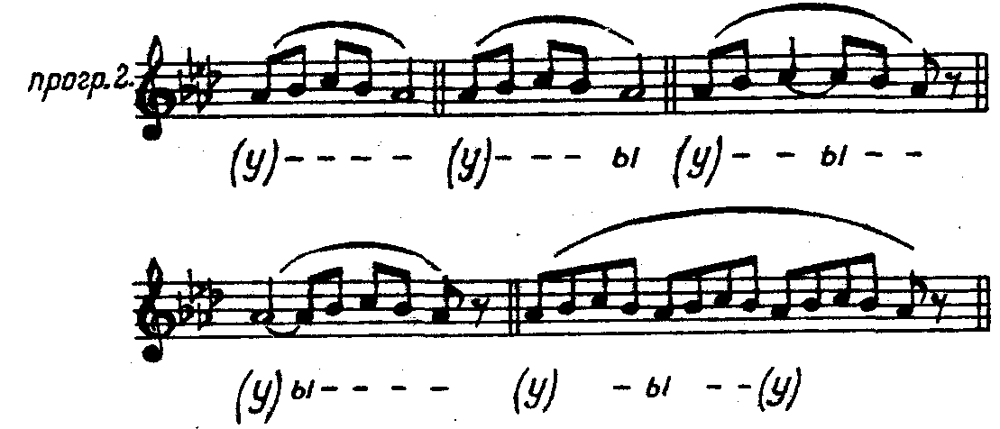 прогр. 2.
(у) - - - - (у) - - - ы (у) - - ы - -
(у) ы - - - - (у) - ы - - (у)